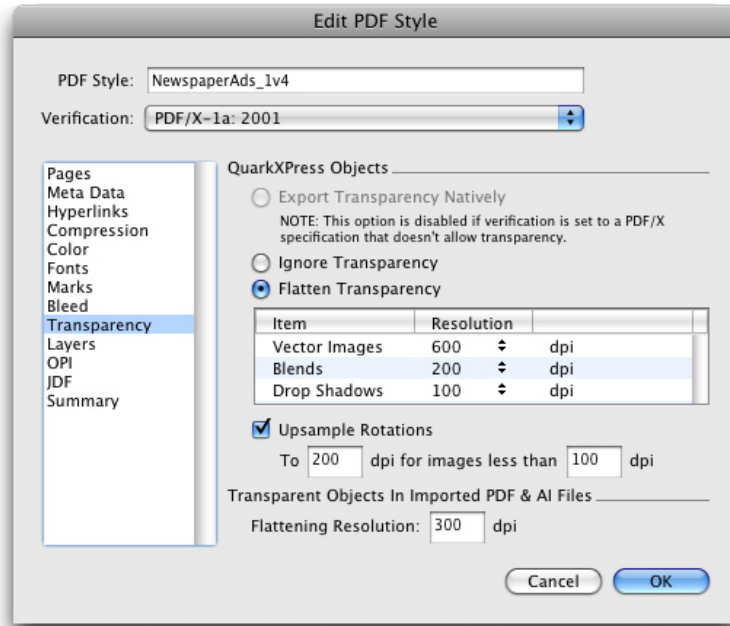 Edit PDF Style
PDF Style: NewspaperAds_1v4
Verification: PDF/X-1a: 2001
Pages
Meta Data
Hyperlinks
Compression
Color
Fonts
Marks
Bleed
Transparency
Layers
OPI
JDF
Summary
QuarkXPress Objects
Export Transparency Natively
NOTE: This option is disabled if verification is set to a PDF/X
specification that doesn't allow transparency.
Ignore Transparency
Flatten Transparency
Item Resolution
Vector Images 600 dpi
Blends 200 dpi
Drop Shadows 100 dpi
Upsample Rotations
To 200 dpi for images less than 100 dpi
Transparent Objects In Imported PDF & AI Files
Flattening Resolution: 300 dpi
Cancel OK